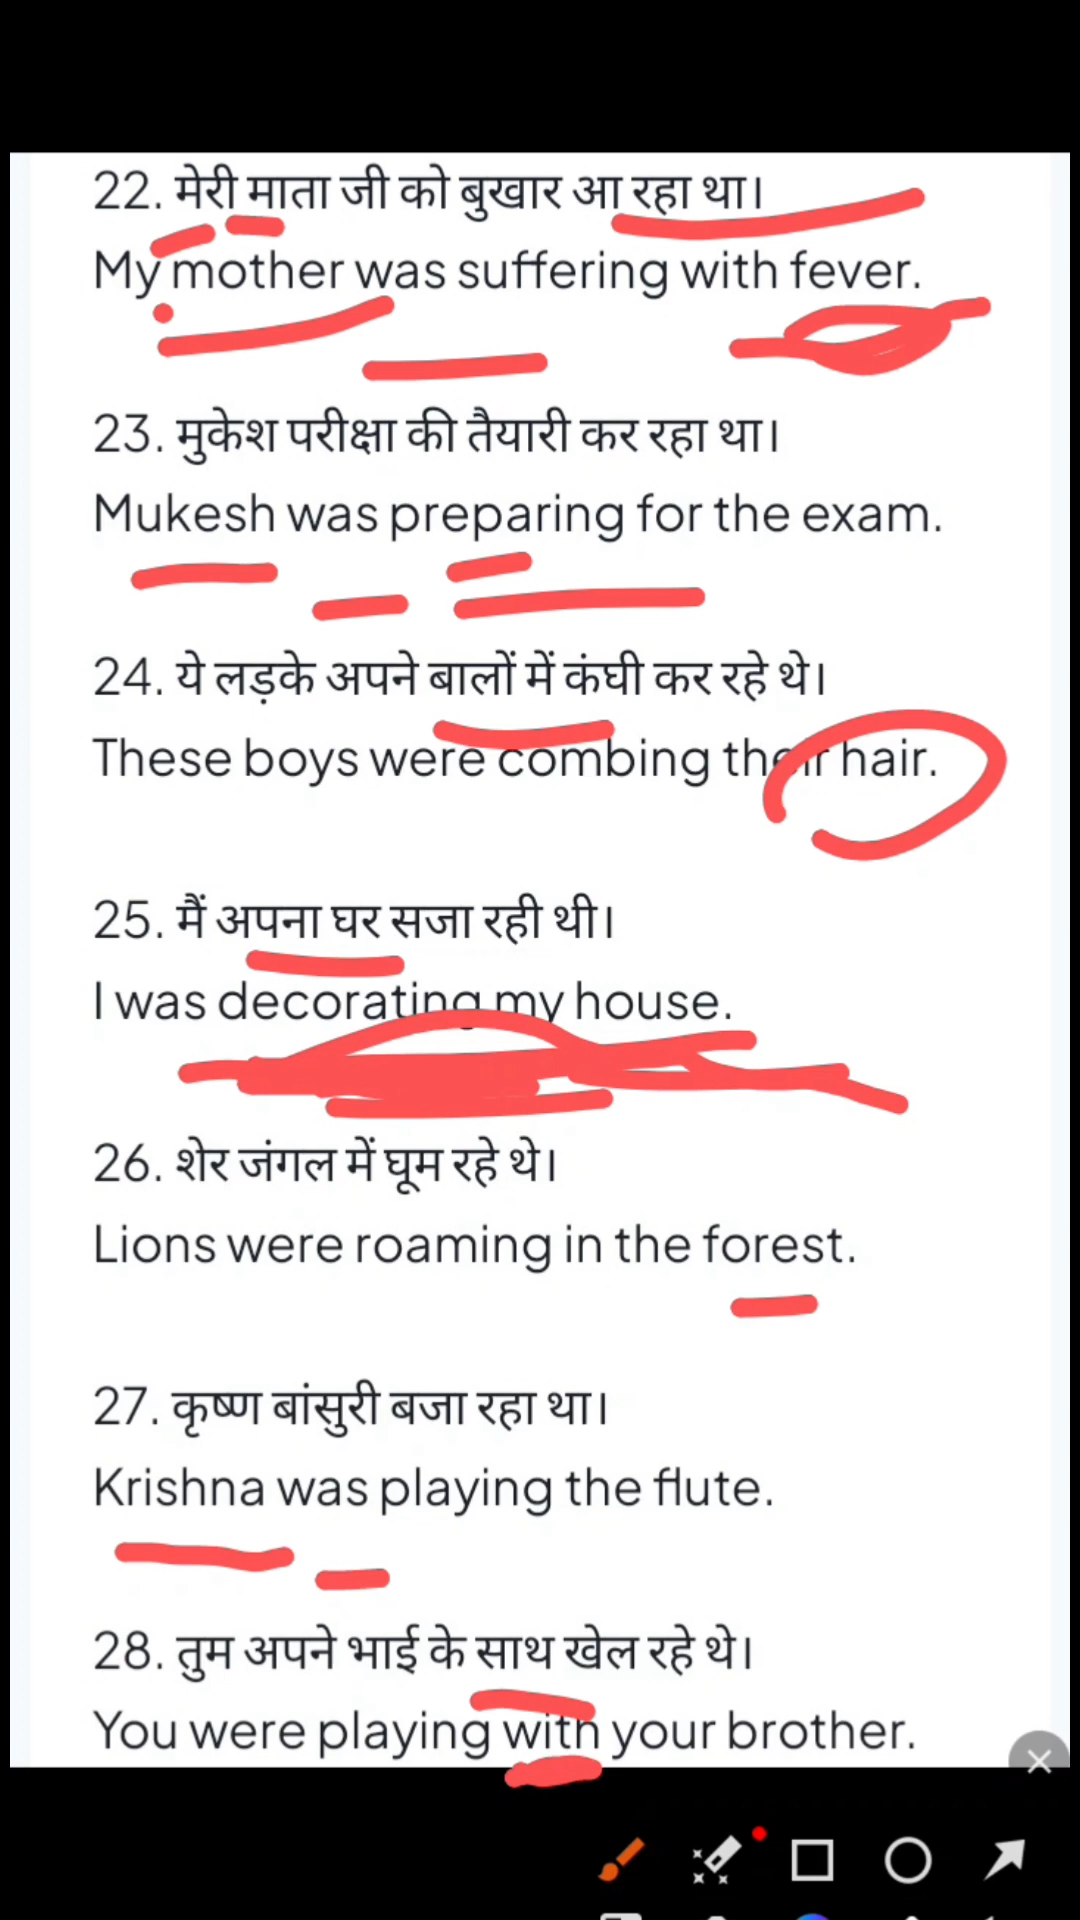 22. मेरी माता जी को बुखार आ रहा था।
My mother was suffering with fever.
23. मुकेश परीक्षा की तैयारी कर रहा था।
Mukesh was preparing for the exam.
24. ये लड़के अपने बालों में कंघी कर रहे थे।
These boys were combing their hair.
25. मैं अपना घर सजा रही थी।
I was decorating my house.
26. शेर जंगल में घूम रहे थे।
Lions were roaming in the forest.
27. कृष्ण बांसुरी बजा रहा था।
Krishna was playing the flute.
28. तुम अपने भाई के साथ खेल रहे थे।
You were playing with your brother.